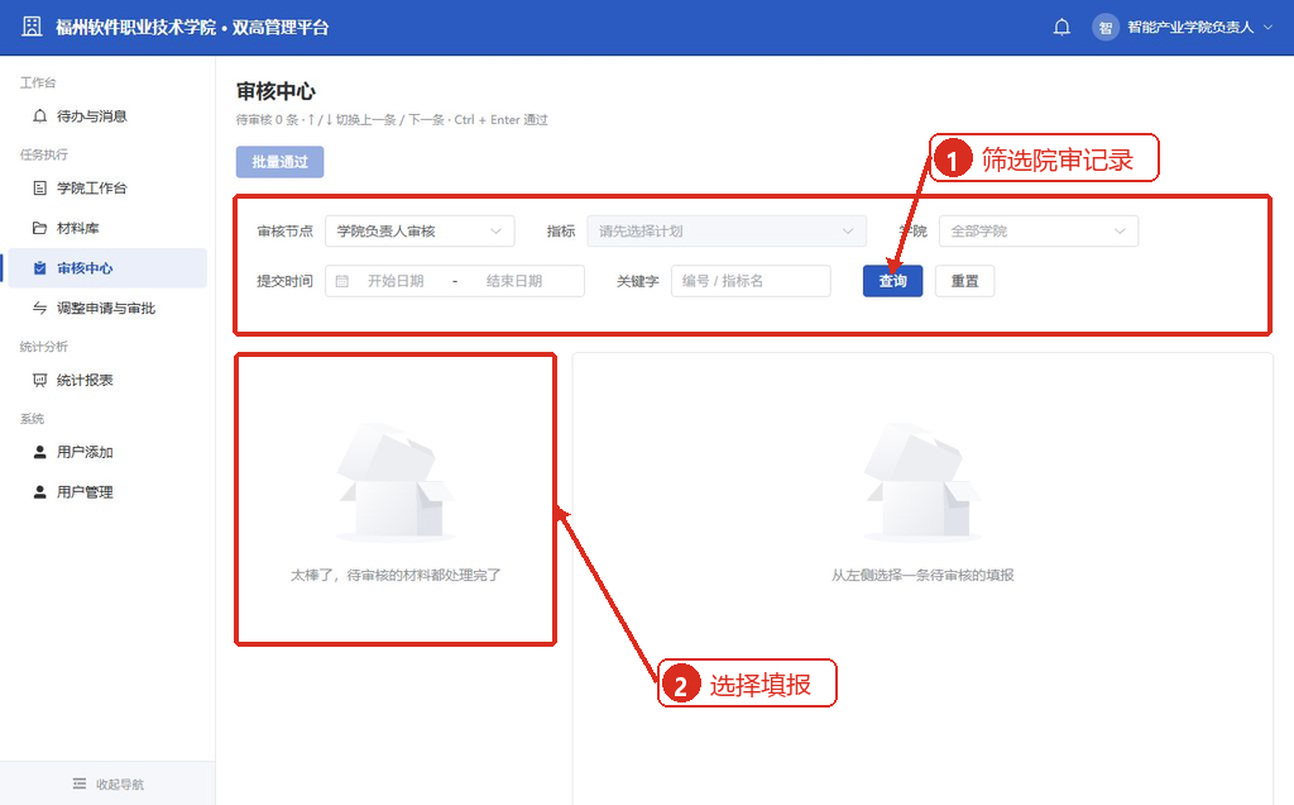 福州软件职业技术学院 • 双高管理平台
智 智能产业学院负责人
工作台
待办与消息
任务执行
学院工作台
材料库
审核中心
调整申请与审批
统计分析
统计报表
系统
用户添加
用户管理
收起导航
审核中心
待审核 0 条 · ↑ / ↓ 切换上一条 / 下一条 · Ctrl + Enter 通过
批量通过
1 筛选院审记录
审核节点 学院负责人审核 指标 请先选择计划 学院 全部学院
提交时间 开始日期 - 结束日期 关键字 编号 / 指标名 查询 重置
太棒了，待审核的材料都处理完了
从左侧选择一条待审核的填报
2 选择填报